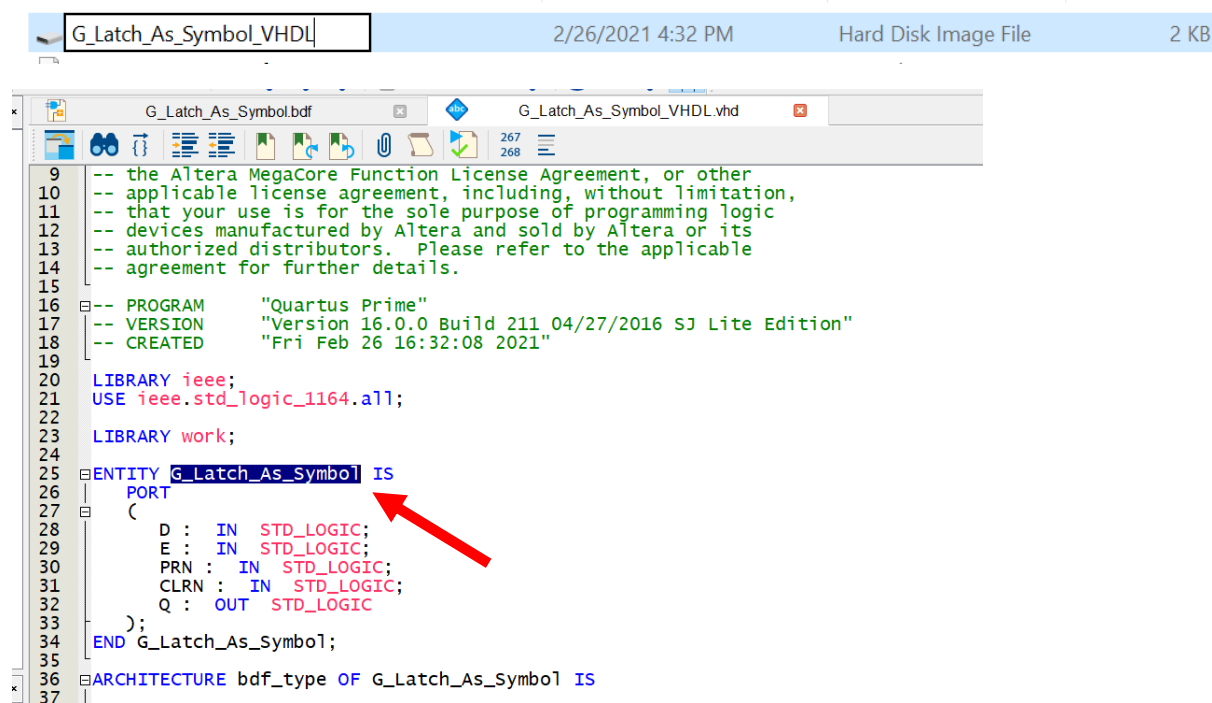 G_Latch_As_Symbol_VHDL 2/26/2021 4:32 PM Hard Disk Image File 2 KB
G_Latch_As_Symbol.bdf abc G_Latch_As_Symbol_VHDL.vhd
267
268
9 -- the Altera MegaCore Function License Agreement, or other
10 -- applicable license agreement, including, without limitation,
11 -- that your use is for the sole purpose of programming logic
12 -- devices manufactured by Altera and sold by Altera or its
13 -- authorized distributors.  Please refer to the applicable
14 -- agreement for further details.
15
16 -- PROGRAM "Quartus Prime"
17 -- VERSION "Version 16.0.0 Build 211 04/27/2016 SJ Lite Edition"
18 -- CREATED "Fri Feb 26 16:32:08 2021"
19
20 LIBRARY ieee;
21 USE ieee.std_logic_1164.all;
22
23 LIBRARY work;
24
25 ENTITY G_Latch_As_Symbol IS
26 PORT
27 (
28 D : IN STD_LOGIC;
29 E : IN STD_LOGIC;
30 PRN : IN STD_LOGIC;
31 CLRN : IN STD_LOGIC;
32 Q : OUT STD_LOGIC
33 );
34 END G_Latch_As_Symbol;
35
36 ARCHITECTURE bdf_type OF G_Latch_As_Symbol IS
37